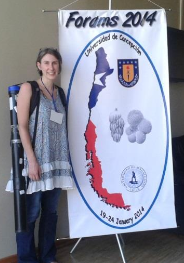 Forams 2014
Universidad de Concepción
19-24 January 2014